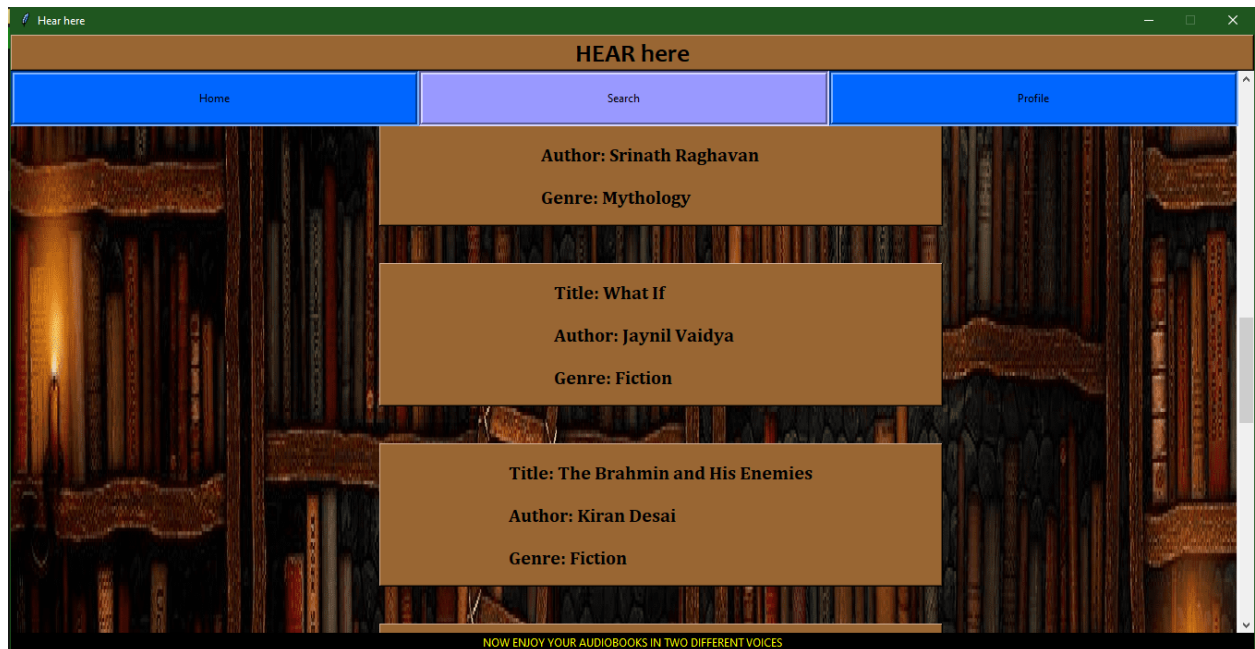 Hear here
HEAR here
Home
Search
Profile
Author: Srinath Raghavan
Genre: Mythology
Title: What If
Author: Jaynil Vaidya
Genre: Fiction
Title: The Brahmin and His Enemies
Author: Kiran Desai
Genre: Fiction
NOW ENJOY YOUR AUDIOBOOKS IN TWO DIFFERENT VOICES